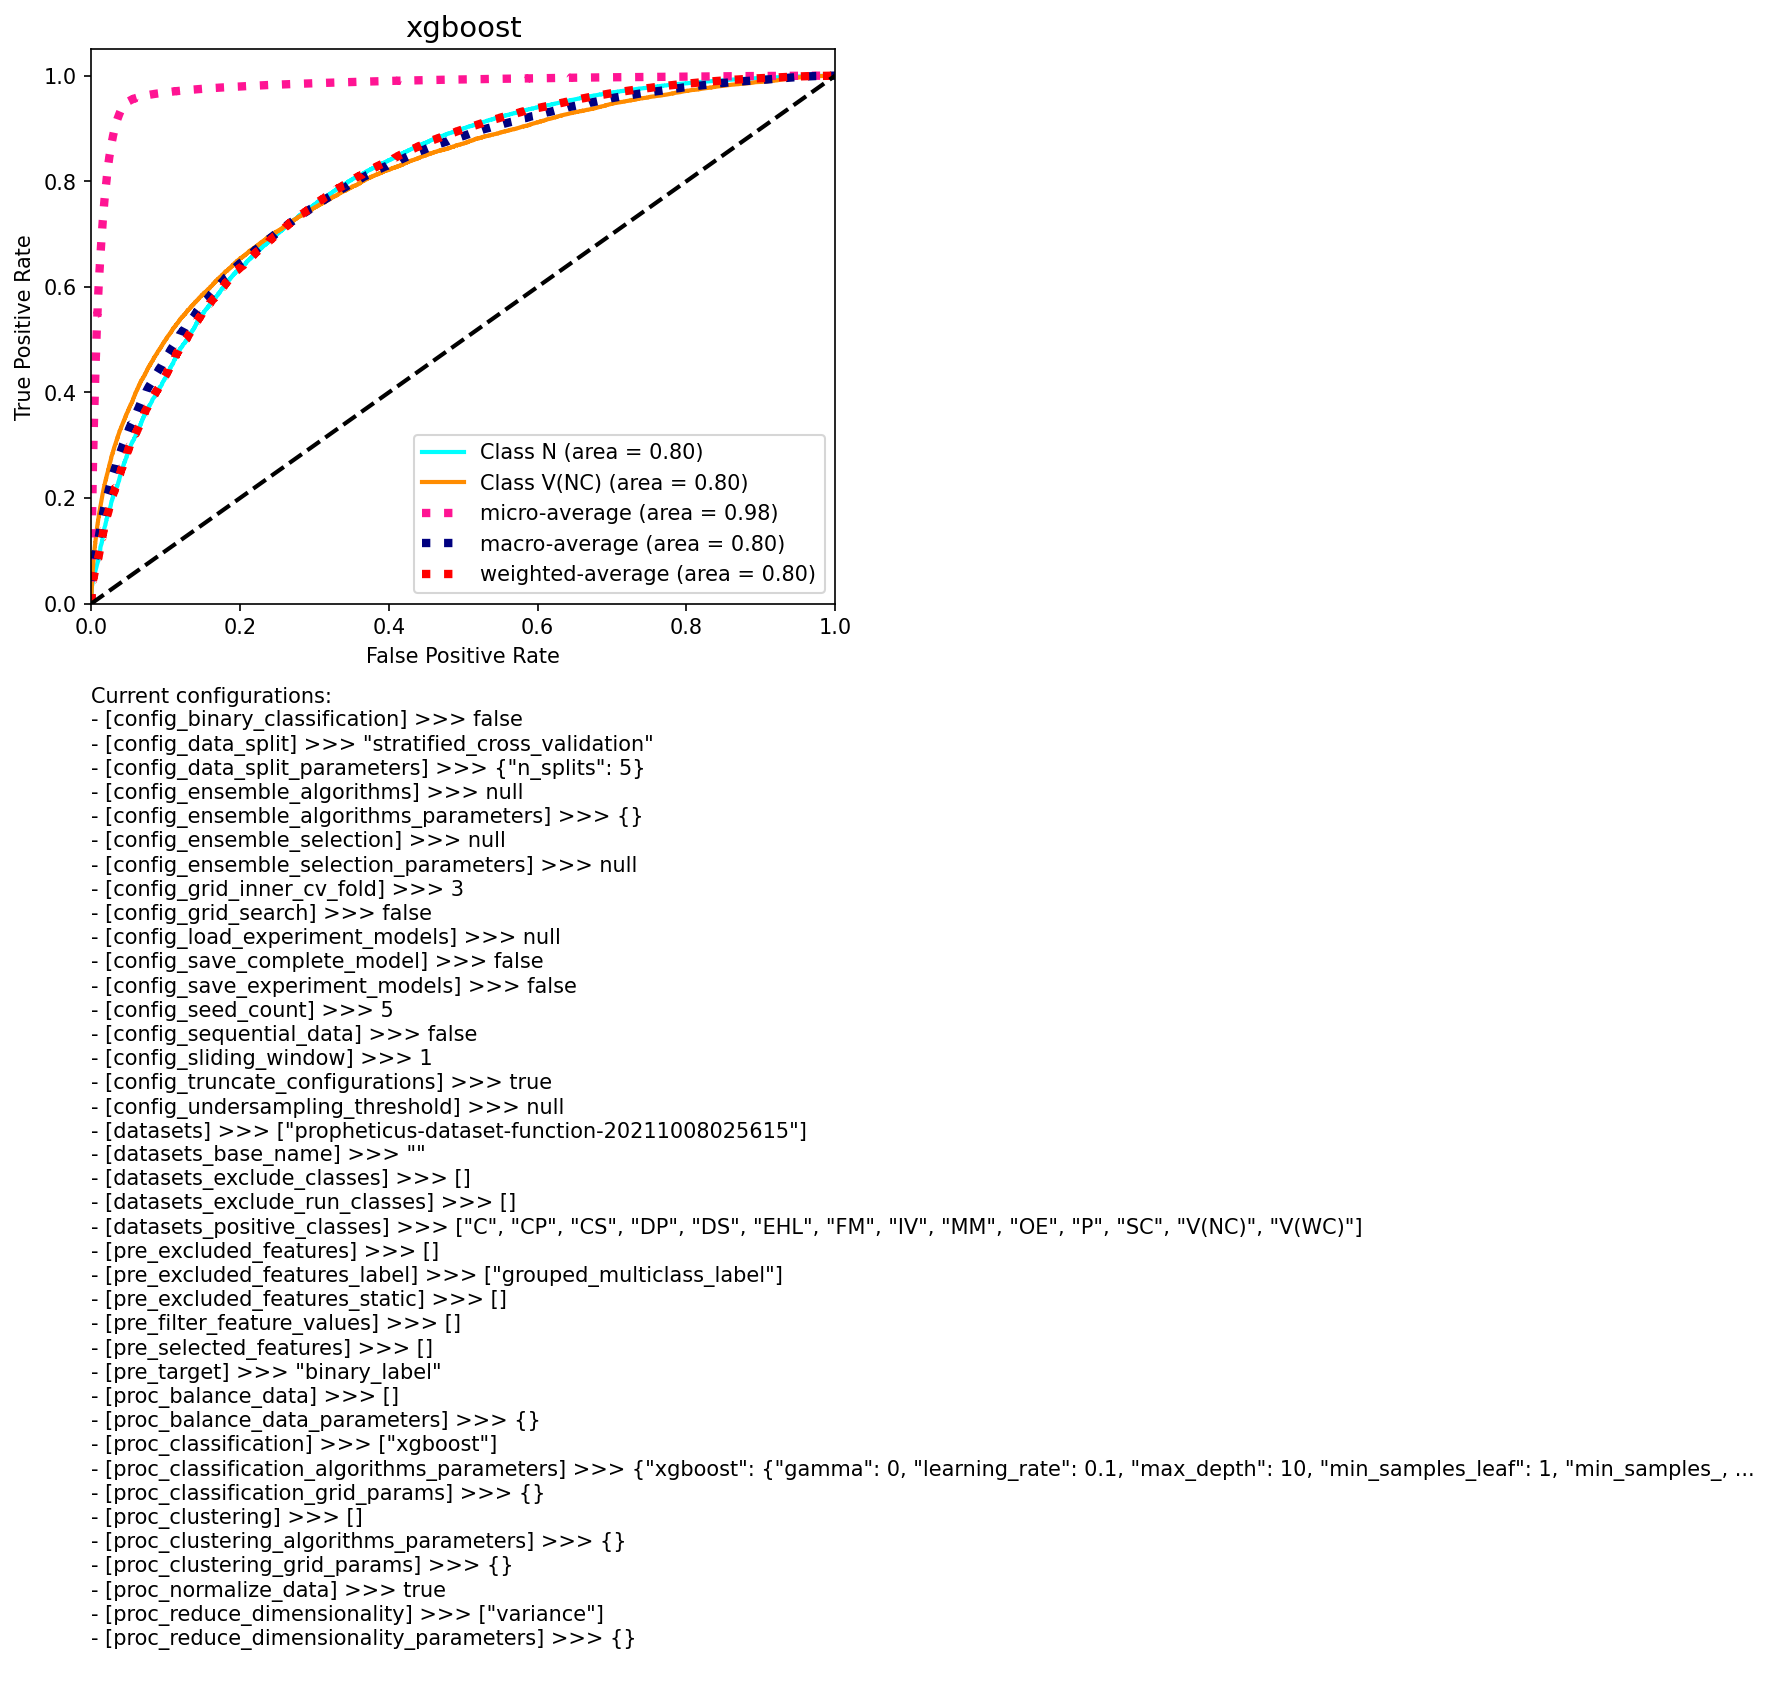 xgboost
1.0
0.8
0.6
0.4
0.2
0.0
True Positive Rate
Class N (area = 0.80)
Class V(NC) (area = 0.80)
micro-average (area = 0.98)
macro-average (area = 0.80)
weighted-average (area = 0.80)
0.0 0.2 0.4 0.6 0.8 1.0
False Positive Rate
Current configurations:
- [config_binary_classification] >>> false
- [config_data_split] >>> "stratified_cross_validation"
- [config_data_split_parameters] >>> {"n_splits": 5}
- [config_ensemble_algorithms] >>> null
- [config_ensemble_algorithms_parameters] >>> {}
- [config_ensemble_selection] >>> null
- [config_ensemble_selection_parameters] >>> null
- [config_grid_inner_cv_fold] >>> 3
- [config_grid_search] >>> false
- [config_load_experiment_models] >>> null
- [config_save_complete_model] >>> false
- [config_save_experiment_models] >>> false
- [config_seed_count] >>> 5
- [config_sequential_data] >>> false
- [config_sliding_window] >>> 1
- [config_truncate_configurations] >>> true
- [config_undersampling_threshold] >>> null
- [datasets] >>> ["propheticus-dataset-function-20211008025615"]
- [datasets_base_name] >>> ""
- [datasets_exclude_classes] >>> []
- [datasets_exclude_run_classes] >>> []
- [datasets_positive_classes] >>> ["C", "CP", "CS", "DP", "DS", "EHL", "FM", "IV", "MM", "OE", "P", "SC", "V(NC)", "V(WC)"]
- [pre_excluded_features] >>> []
- [pre_excluded_features_label] >>> ["grouped_multiclass_label"]
- [pre_excluded_features_static] >>> []
- [pre_filter_feature_values] >>> []
- [pre_selected_features] >>> []
- [pre_target] >>> "binary_label"
- [proc_balance_data] >>> []
- [proc_balance_data_parameters] >>> {}
- [proc_classification] >>> ["xgboost"]
- [proc_classification_algorithms_parameters] >>> {"xgboost": {"gamma": 0, "learning_rate": 0.1, "max_depth": 10, "min_samples_leaf": 1, "min_samples_, ...
- [proc_classification_grid_params] >>> {}
- [proc_clustering] >>> []
- [proc_clustering_algorithms_parameters] >>> {}
- [proc_clustering_grid_params] >>> {}
- [proc_normalize_data] >>> true
- [proc_reduce_dimensionality] >>> ["variance"]
- [proc_reduce_dimensionality_parameters] >>> {}